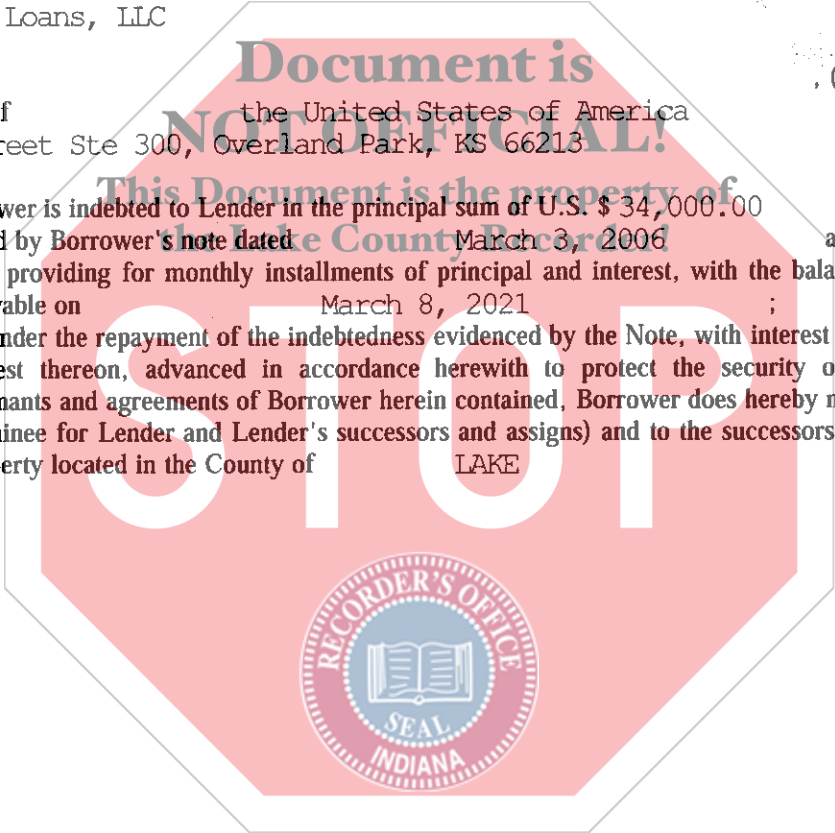 Loans, LLC
Document is
the United States of America
NOT OFFICIAL!
reet Ste 300, Overland Park, KS 66213
This Document is the property of
wer is indebted to Lender in the principal sum of U.S. $ 34,000.00
the Lake County Recorder!
d by Borrower's note dated March 3, 2006 a
providing for monthly installments of principal and interest, with the bala
able on March 8, 2021 ;
nder the repayment of the indebtedness evidenced by the Note, with interest
est thereon, advanced in accordance herewith to protect the security o
nants and agreements of Borrower herein contained, Borrower does hereby
inee for Lender and Lender's successors and assigns) and to the successors
erty located in the County of LAKE
STOP
RECORDER'S OFFICE
SEAL
INDIANA